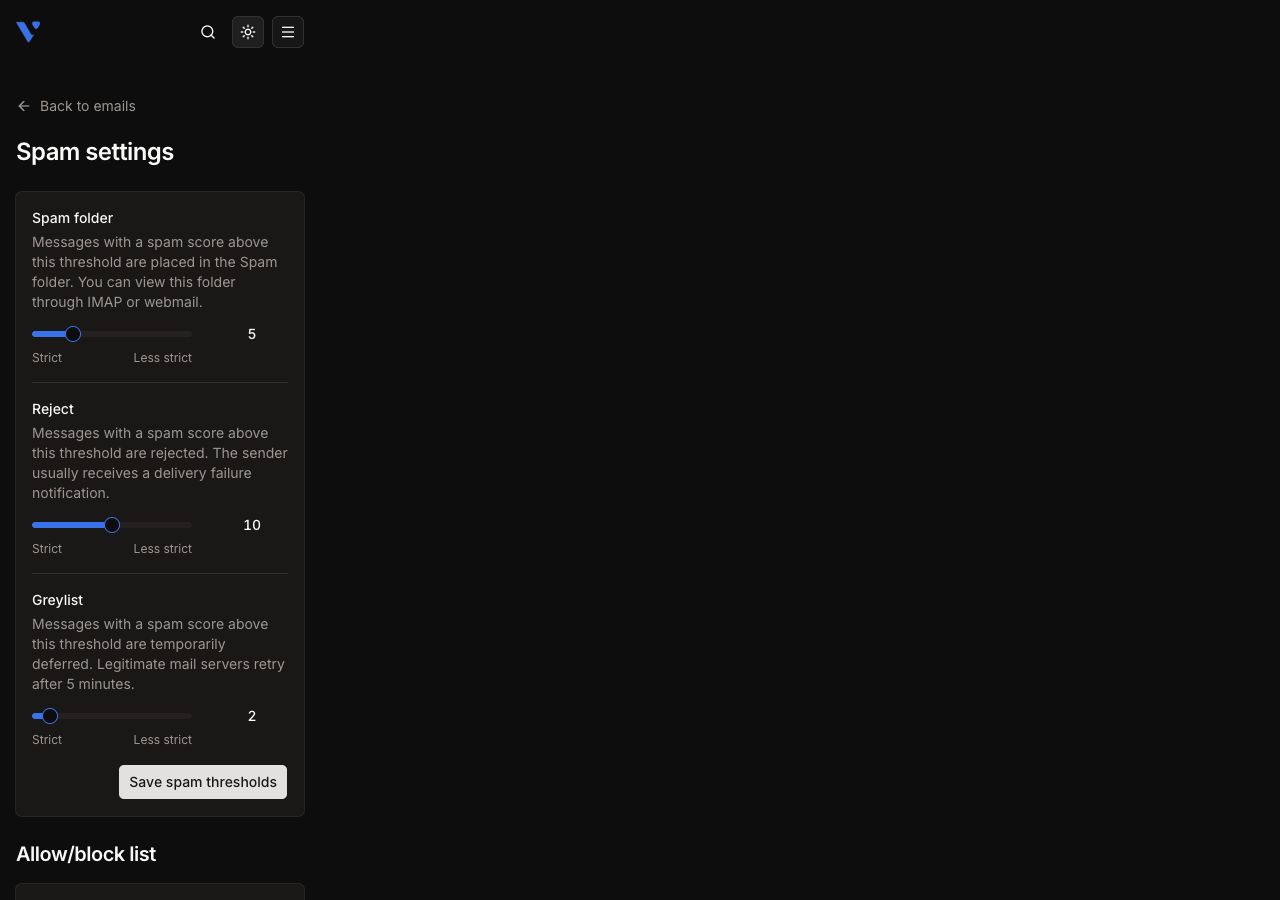 Back to emails
Spam settings
Spam folder
Messages with a spam score above
this threshold are placed in the Spam
folder. You can view this folder
through IMAP or webmail.
5
Strict Less strict
Reject
Messages with a spam score above
this threshold are rejected. The sender
usually receives a delivery failure
notification.
10
Strict Less strict
Greylist
Messages with a spam score above
this threshold are temporarily
deferred. Legitimate mail servers retry
after 5 minutes.
2
Strict Less strict
Save spam thresholds
Allow/block list